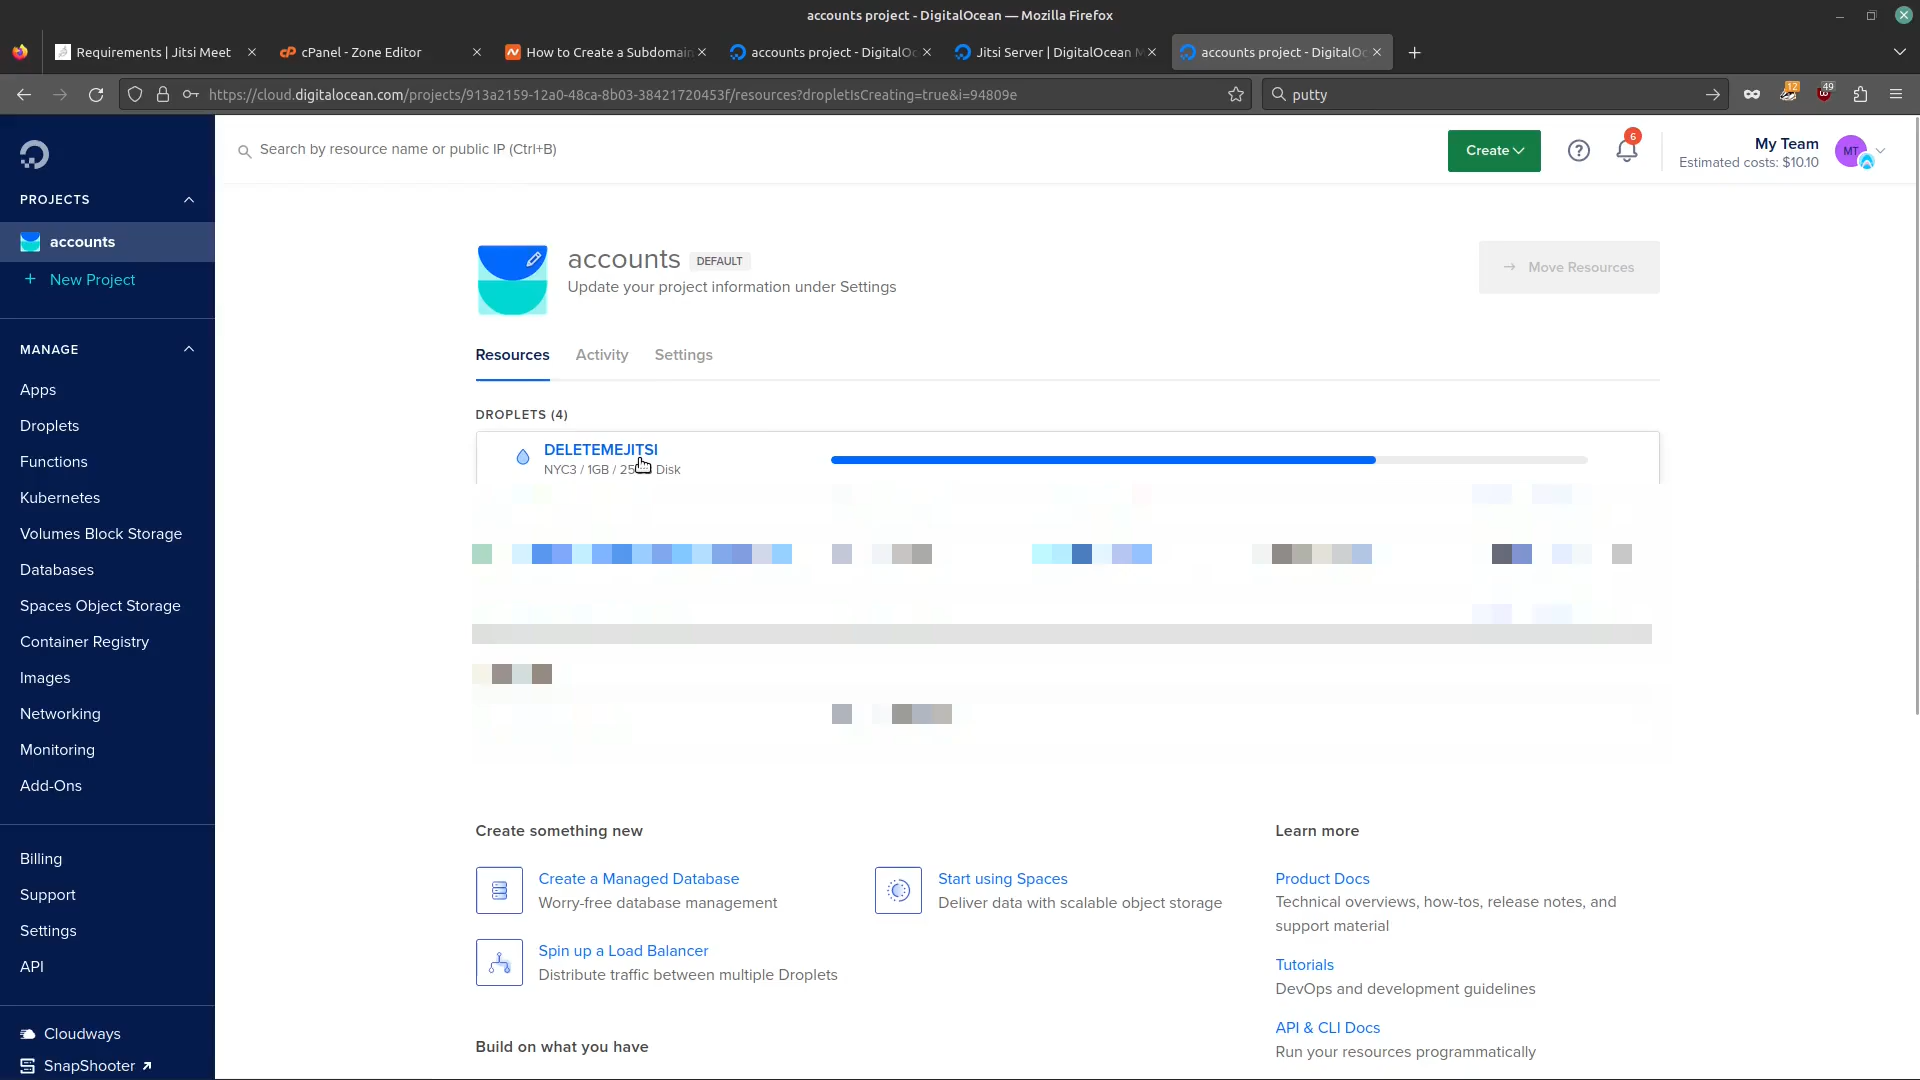 accounts project - DigitalOcean — Mozilla Firefox
Requirements | Jitsi Meet
cPanel - Zone Editor
How to Create a Subdomain
accounts project - DigitalOc
Jitsi Server | DigitalOcean M
accounts project - DigitalOc
https://cloud.digitalocean.com/projects/913a2159-12a0-48ca-8b03-38421720453f/resources?dropletIsCreating=true&i=94809e
putty
12
49
Search by resource name or public IP (Ctrl+B)
Create
6
My Team
Estimated costs: $10.10
MT
PROJECTS
accounts
New Project
MANAGE
Apps
Droplets
Functions
Kubernetes
Volumes Block Storage
Databases
Spaces Object Storage
Container Registry
Images
Networking
Monitoring
Add-Ons
Billing
Support
Settings
API
Cloudways
SnapShooter
accounts DEFAULT
Update your project information under Settings
Move Resources
Resources Activity Settings
DROPLETS (4)
DELETEMEJITSI
NYC3 / 1GB / Disk
Create something new
Create a Managed Database
Worry-free database management
Start using Spaces
Deliver data with scalable object storage
Spin up a Load Balancer
Distribute traffic between multiple Droplets
Build on what you have
Learn more
Product Docs
Technical overviews, how-tos, release notes, and
support material
Tutorials
DevOps and development guidelines
API & CLI Docs
Run your resources programmatically